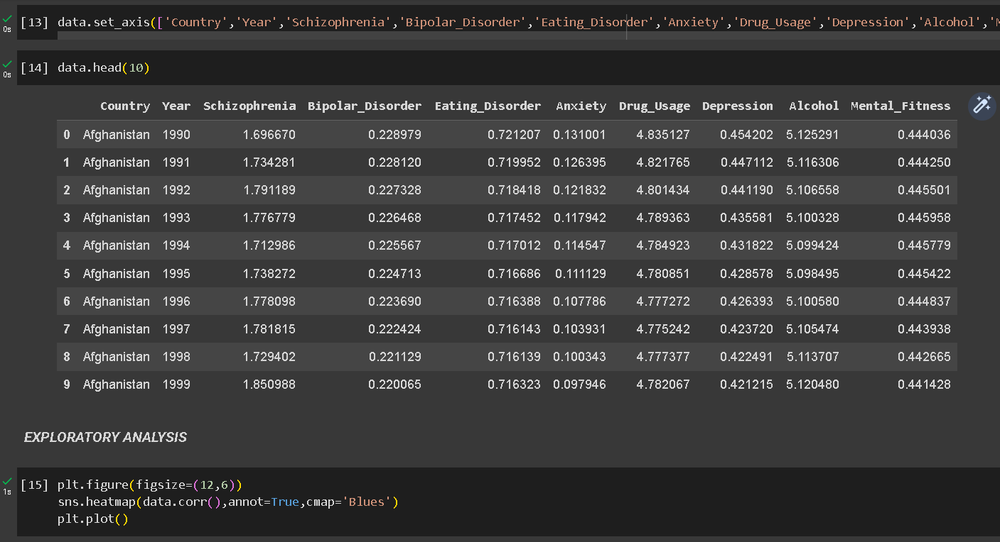 [13] data.set_axis(['Country','Year','Schizophrenia','Bipolar_Disorder','Eating_Disorder','Anxiety','Drug_Usage','Depression','Alcohol','M
0s
[14] data.head(10)
0s
Country Year Schizophrenia Bipolar_Disorder Eating_Disorder Anxiety Drug_Usage Depression Alcohol Mental_Fitness
0 Afghanistan 1990 1.696670 0.228979 0.721207 0.131001 4.835127 0.454202 5.125291 0.444036
1 Afghanistan 1991 1.734281 0.228120 0.719952 0.126395 4.821765 0.447112 5.116306 0.444250
2 Afghanistan 1992 1.791189 0.227328 0.718418 0.121832 4.801434 0.441190 5.106558 0.445501
3 Afghanistan 1993 1.776779 0.226468 0.717452 0.117942 4.789363 0.435581 5.100328 0.445958
4 Afghanistan 1994 1.712986 0.225567 0.717012 0.114547 4.784923 0.431822 5.099424 0.445779
5 Afghanistan 1995 1.738272 0.224713 0.716686 0.111129 4.780851 0.428578 5.098495 0.445422
6 Afghanistan 1996 1.778098 0.223690 0.716388 0.107786 4.777272 0.426393 5.100580 0.444837
7 Afghanistan 1997 1.781815 0.222424 0.716143 0.103931 4.775242 0.423720 5.105474 0.443938
8 Afghanistan 1998 1.729402 0.221129 0.716139 0.100343 4.777377 0.422491 5.113707 0.442665
9 Afghanistan 1999 1.850988 0.220065 0.716323 0.097946 4.782067 0.421215 5.120480 0.441428
EXPLORATORY ANALYSIS
[15] plt.figure(figsize=(12,6))
1s
sns.heatmap(data.corr(),annot=True,cmap='Blues')
plt.plot()